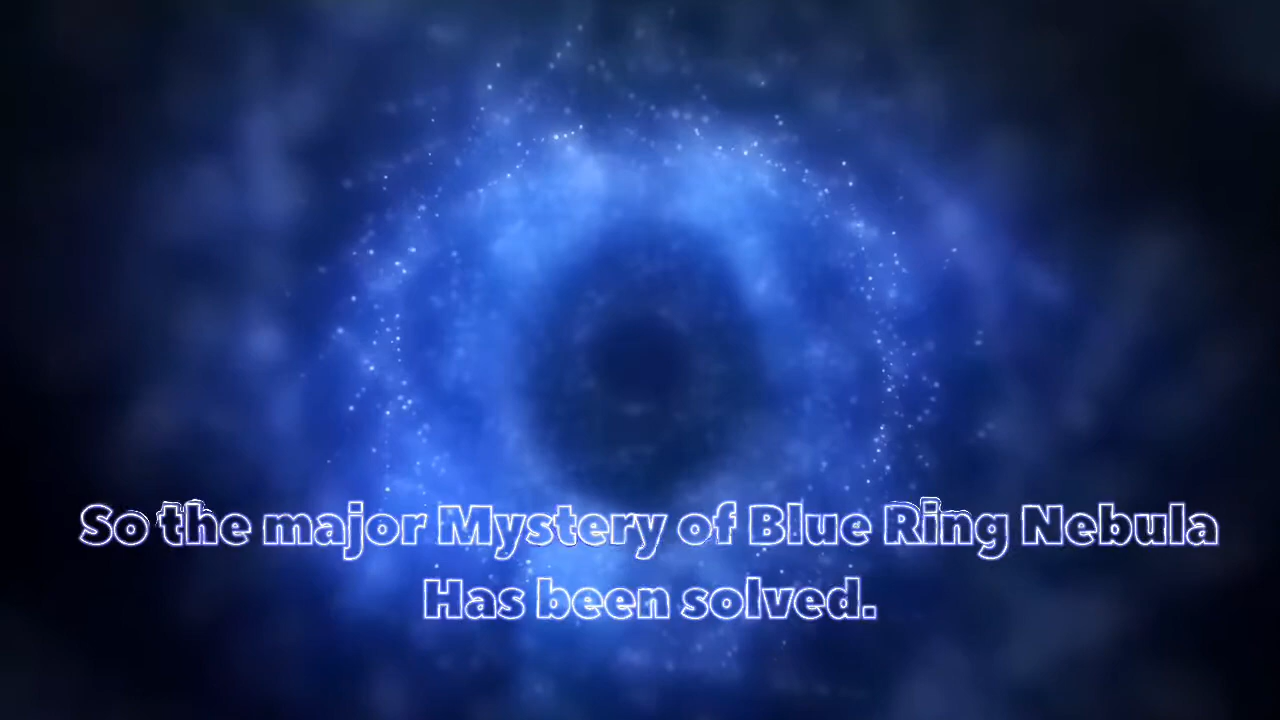 So the major Mystery of Blue Ring Nebula
Has been solved.